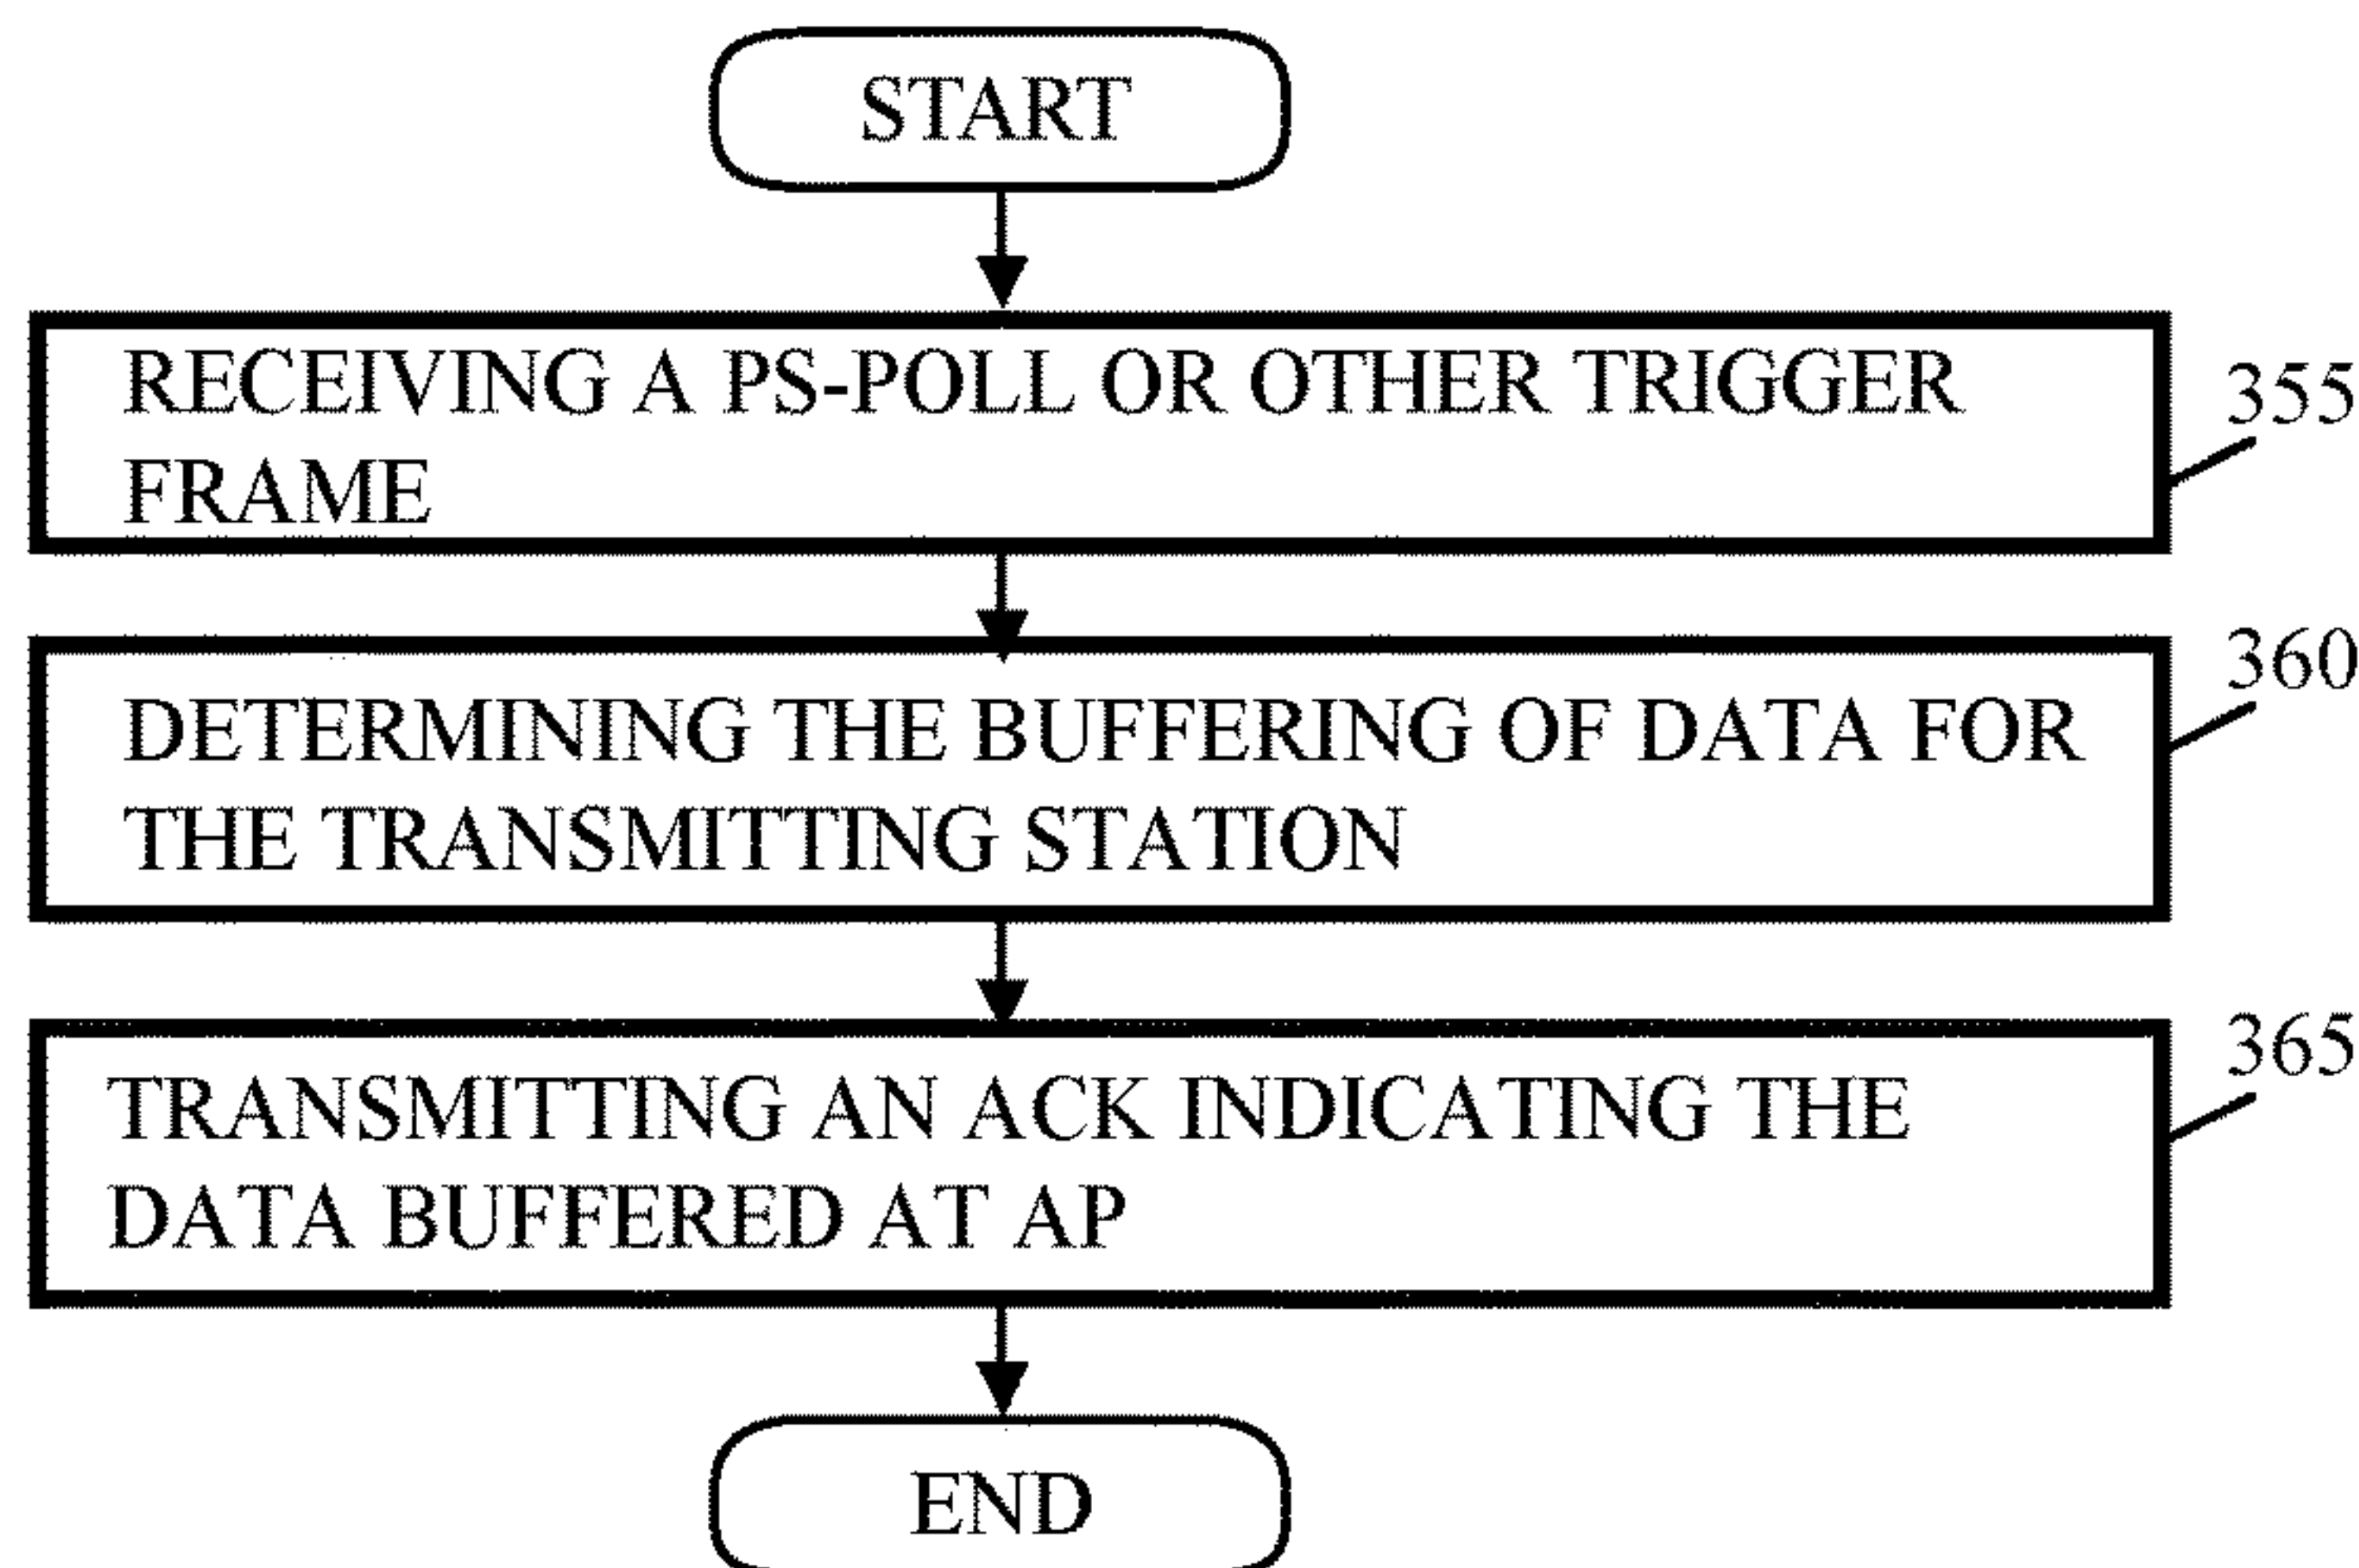 START
RECEIVING A PS-POLL OR OTHER TRIGGER
FRAME
355
DETERMINING THE BUFFERING OF DATA FOR
THE TRANSMITTING STATION
360
TRANSMITTING AN ACK INDICATING THE
DATA BUFFERED AT AP
365
END